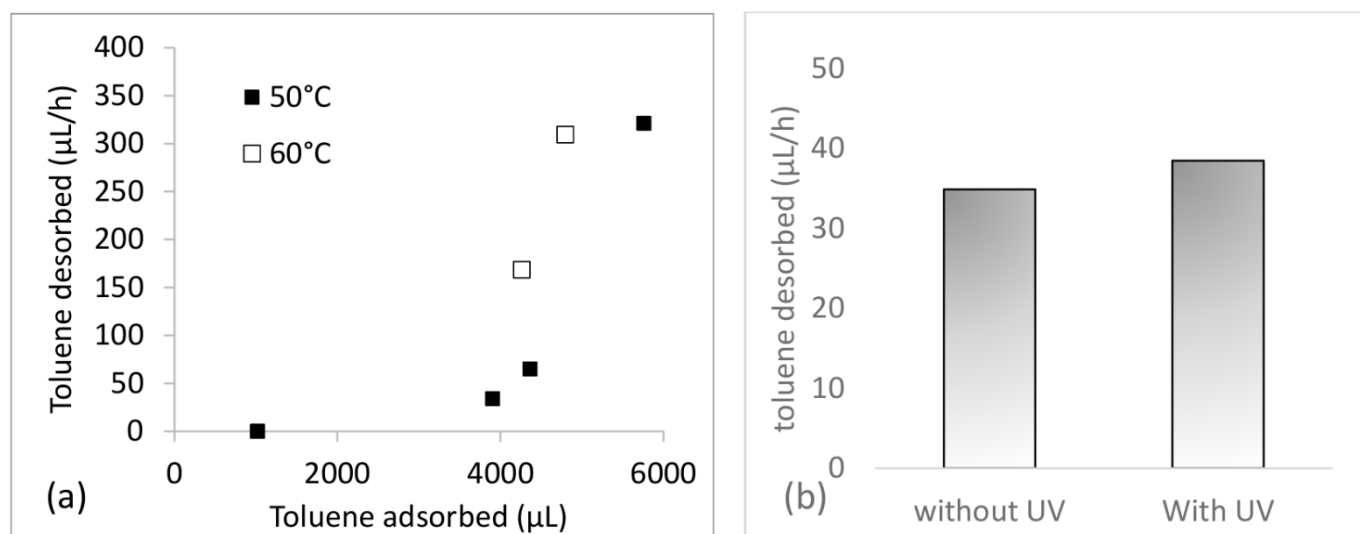 400
350
300
250
200
150
100
50
0
Toluene desorbed (µL/h)
50°C
60°C
0 2000 4000 6000
Toluene adsorbed (µL)
(a)
50
40
30
20
10
0
toluene desorbed (µL/h)
without UV With UV
(b)